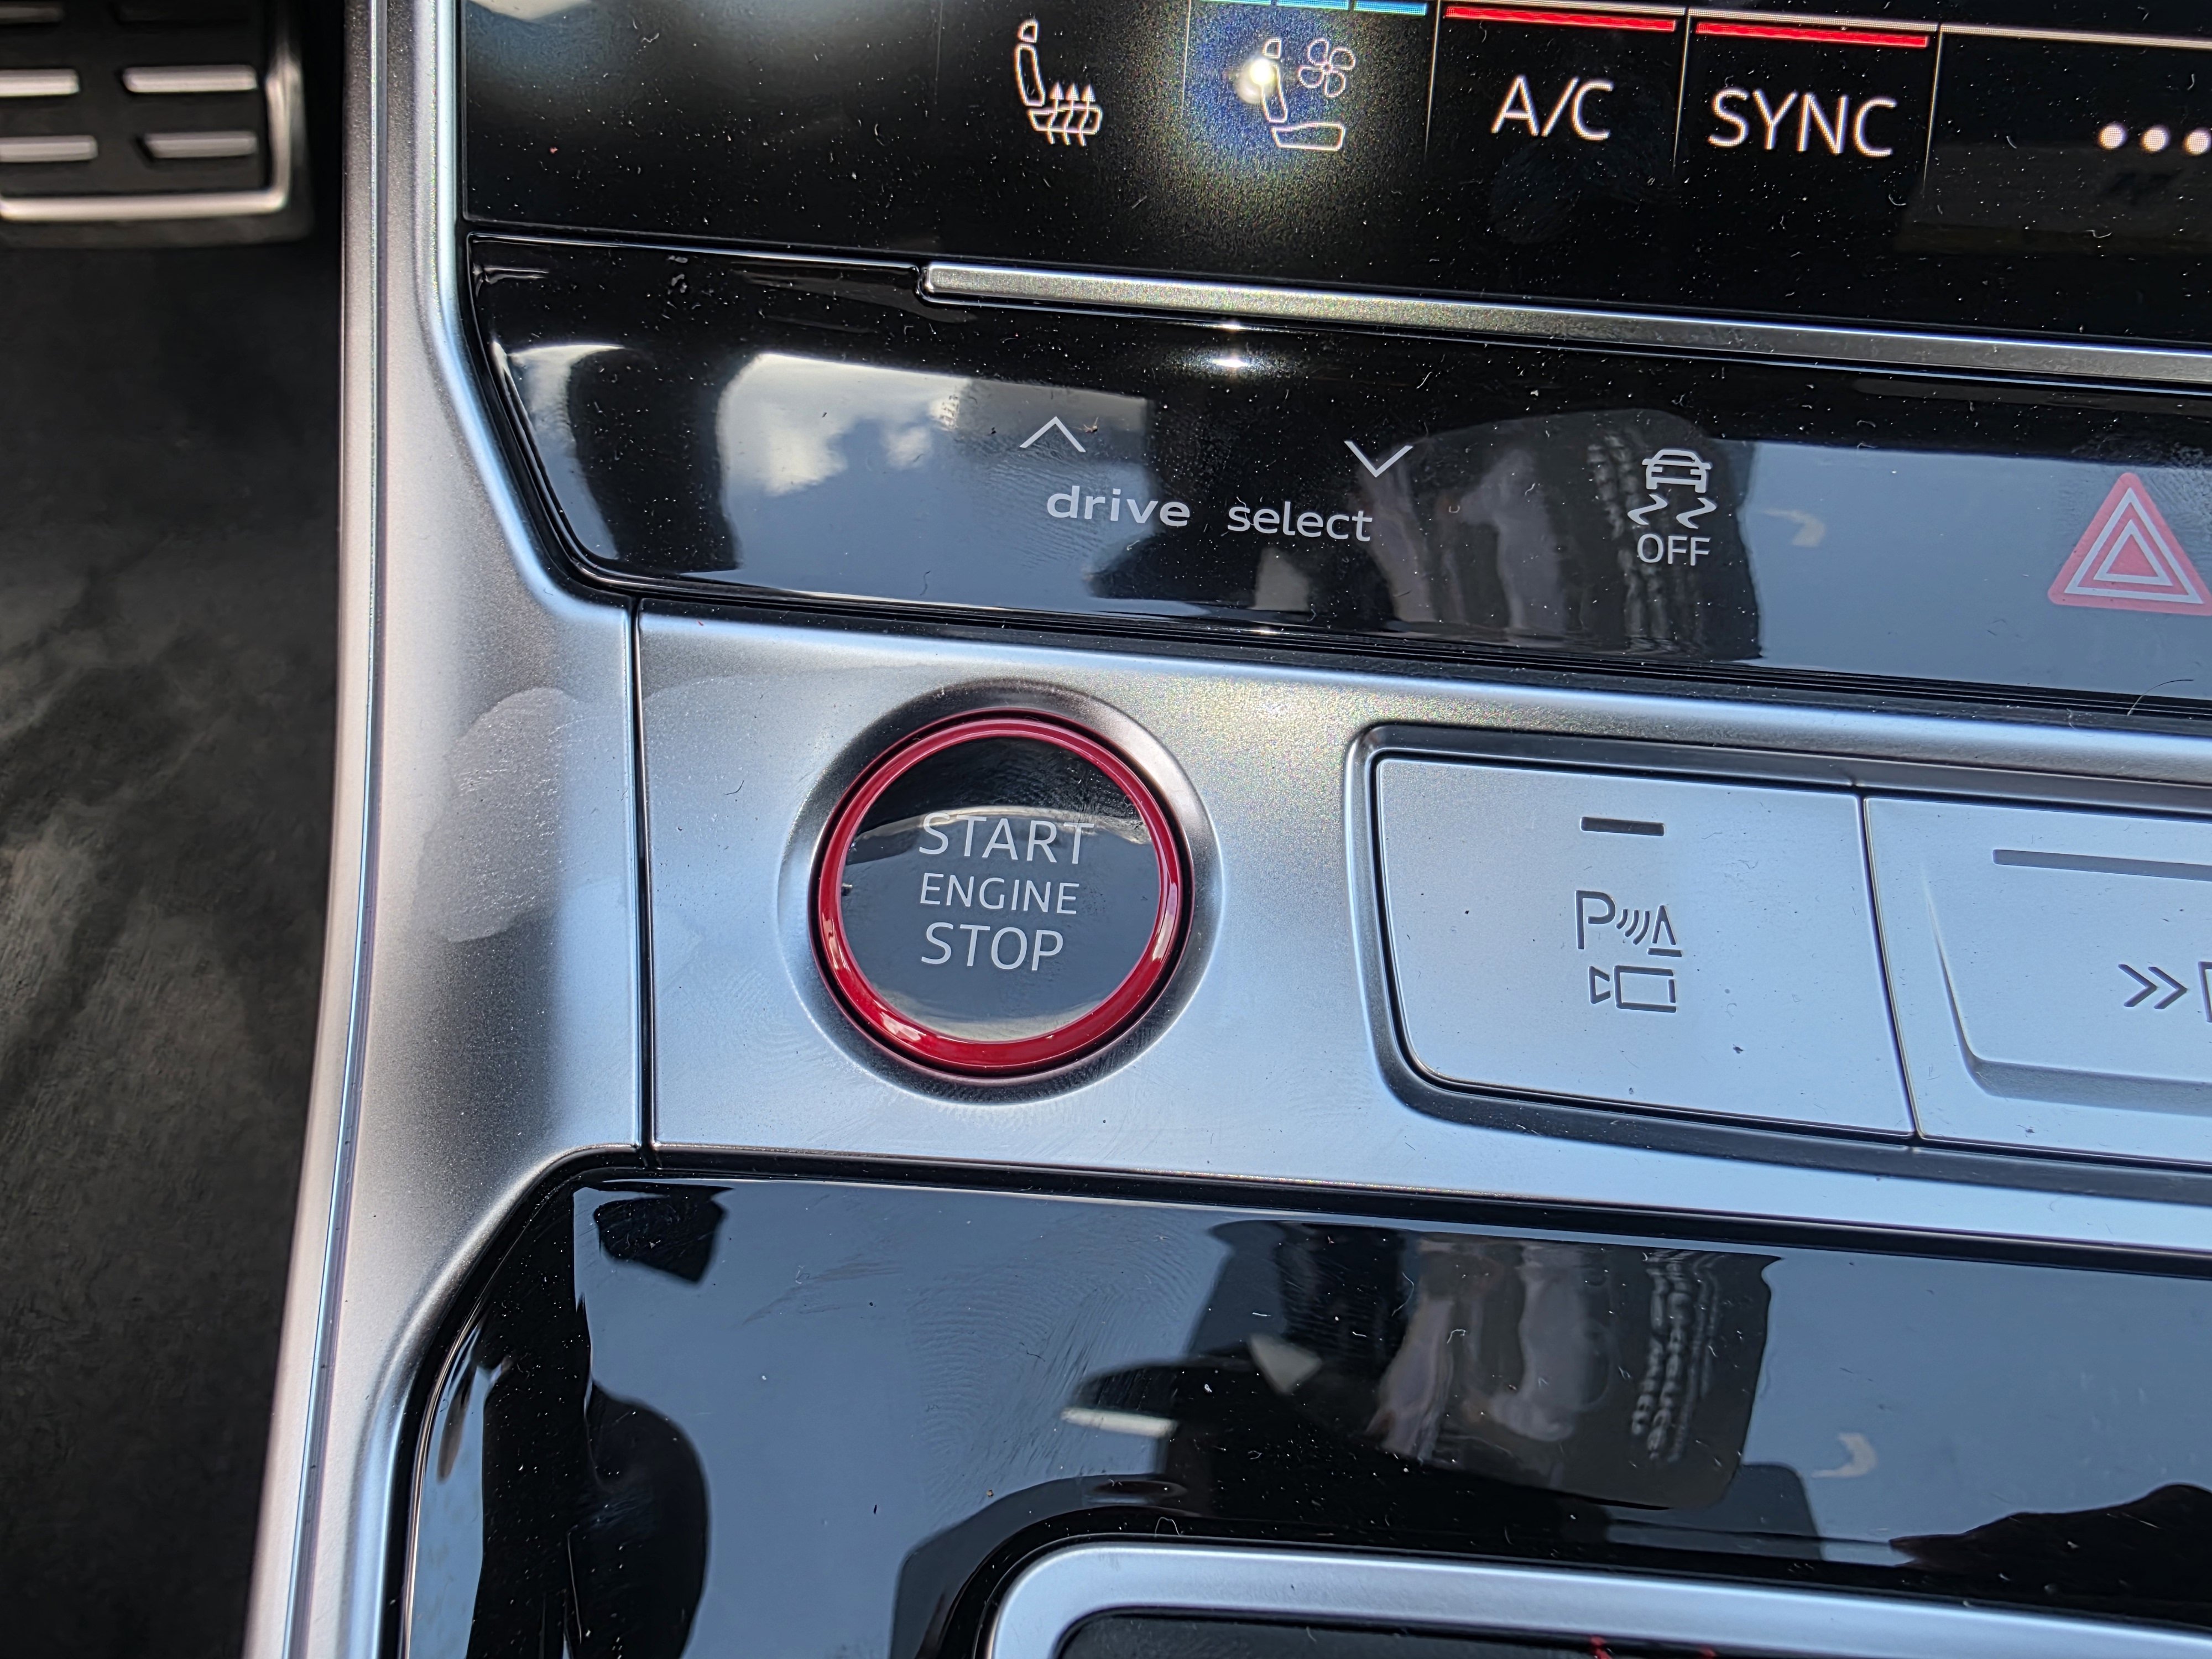 A/C SYNC
drive select
OFF
START
ENGINE
STOP
P